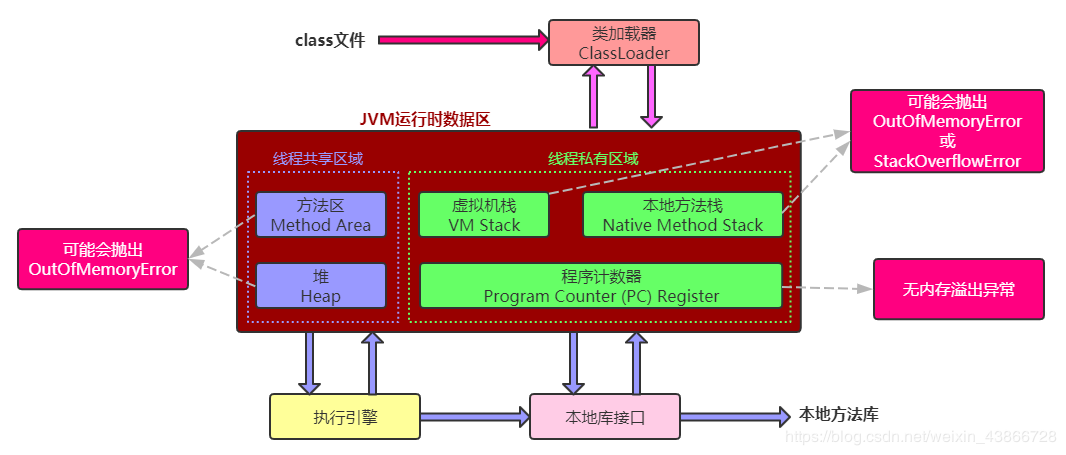 class文件
类加载器
ClassLoader
可能会抛出
OutOfMemoryError
或
StackOverflowError
JVM运行时数据区
线程共享区域
线程私有区域
方法区
Method Area
虚拟机栈
VM Stack
本地方法栈
Native Method Stack
可能会抛出
OutOfMemoryError
堆
Heap
程序计数器
Program Counter (PC) Register
无内存溢出异常
执行引擎
本地库接口
本地方法库
https://blog.csdn.net/weixin_43866728